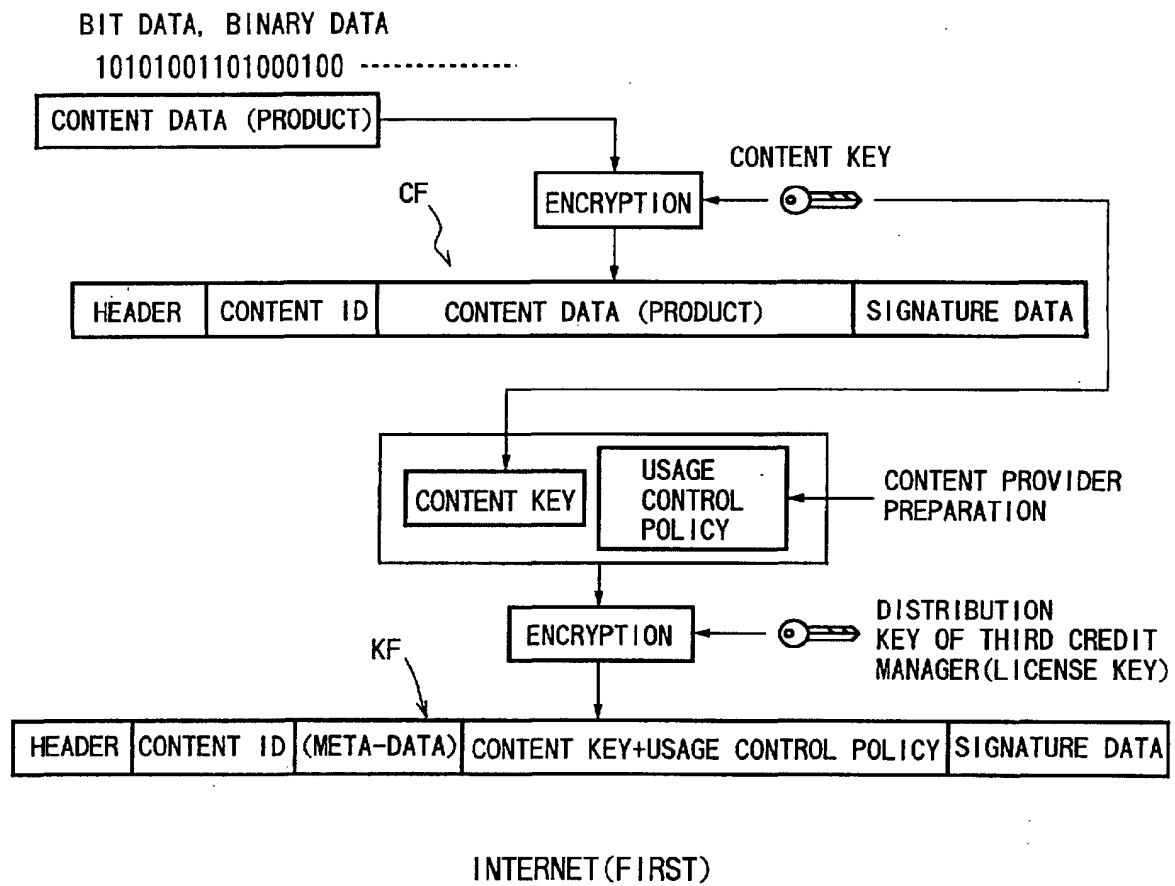 BIT DATA, BINARY DATA
10101001101000100 --------------
CONTENT DATA (PRODUCT)
CONTENT KEY
ENCRYPTION
CF
HEADER
CONTENT ID
CONTENT DATA (PRODUCT)
SIGNATURE DATA
CONTENT KEY
USAGE
CONTROL
POLICY
CONTENT PROVIDER
PREPARATION
ENCRYPTION
DISTRIBUTION
KEY OF THIRD CREDIT
MANAGER(LICENSE KEY)
KF
HEADER
CONTENT ID
(META-DATA)
CONTENT KEY+USAGE CONTROL POLICY
SIGNATURE DATA
INTERNET(FIRST)